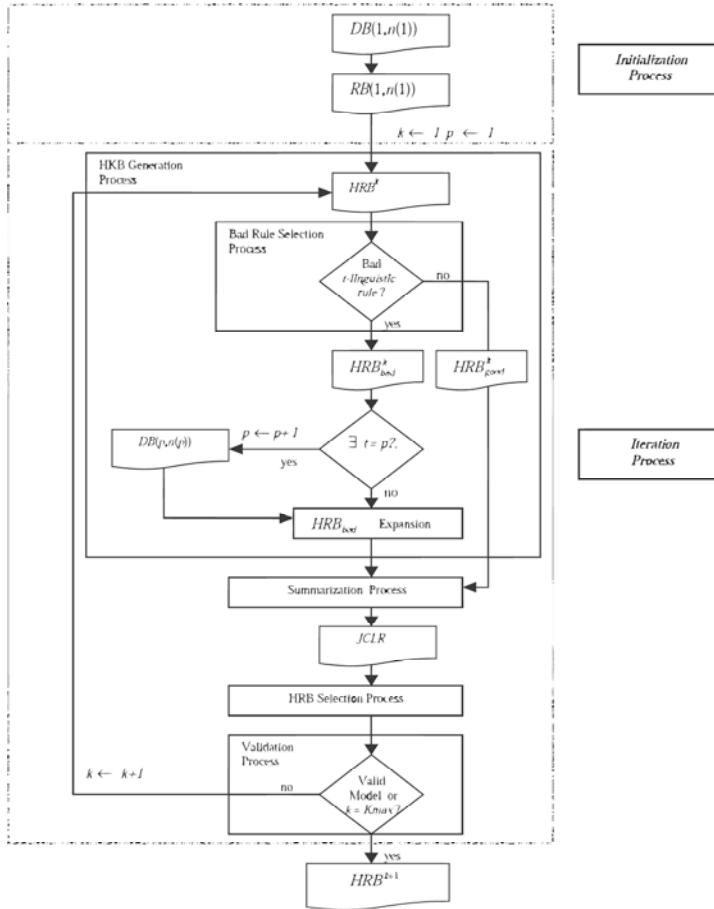 DB(1,n(1))
Initialization
Process
RB(1,n(1))
k ← 1 p ← 1
HKB Generation
Process
HRB^k
Bad Rule Selection
Process
Bad
t-linguistic
rule?
no
yes
HRB^k_bad
HRB^k_good
p ← p+1
DB(p,n(p))
∃ t = p?.
yes
no
Iteration
Process
HRB_bad Expansion
Summarization Process
JCLR
HRB Selection Process
Validation
Process
k ← k+1
no
Valid
Model or
k = Kmax?
yes
HRB^k+1